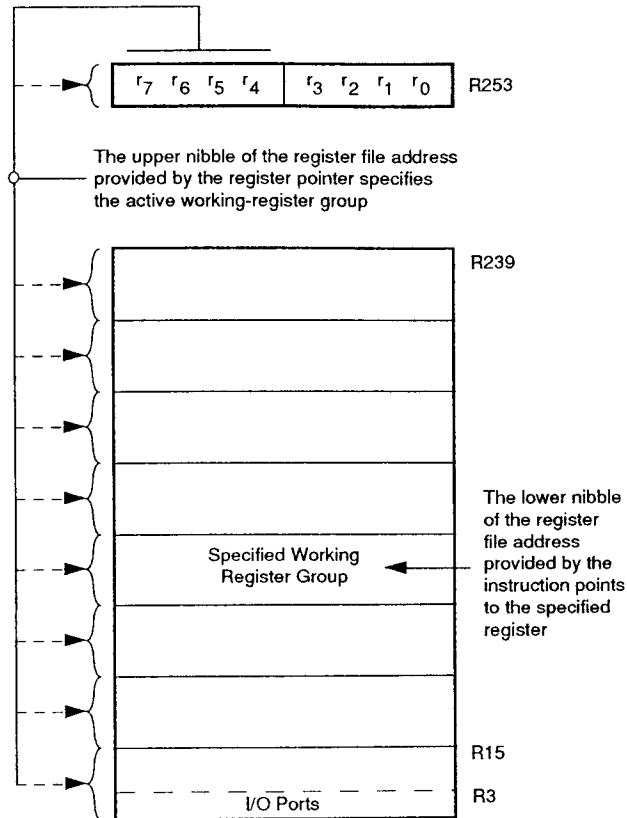 r7 r6 r5 r4 r3 r2 r1 r0 R253
The upper nibble of the register file address
provided by the register pointer specifies
the active working-register group
R239
Specified Working
Register Group
The lower nibble
of the register
file address
provided by the
instruction points
to the specified
register
R15
R3
I/O Ports